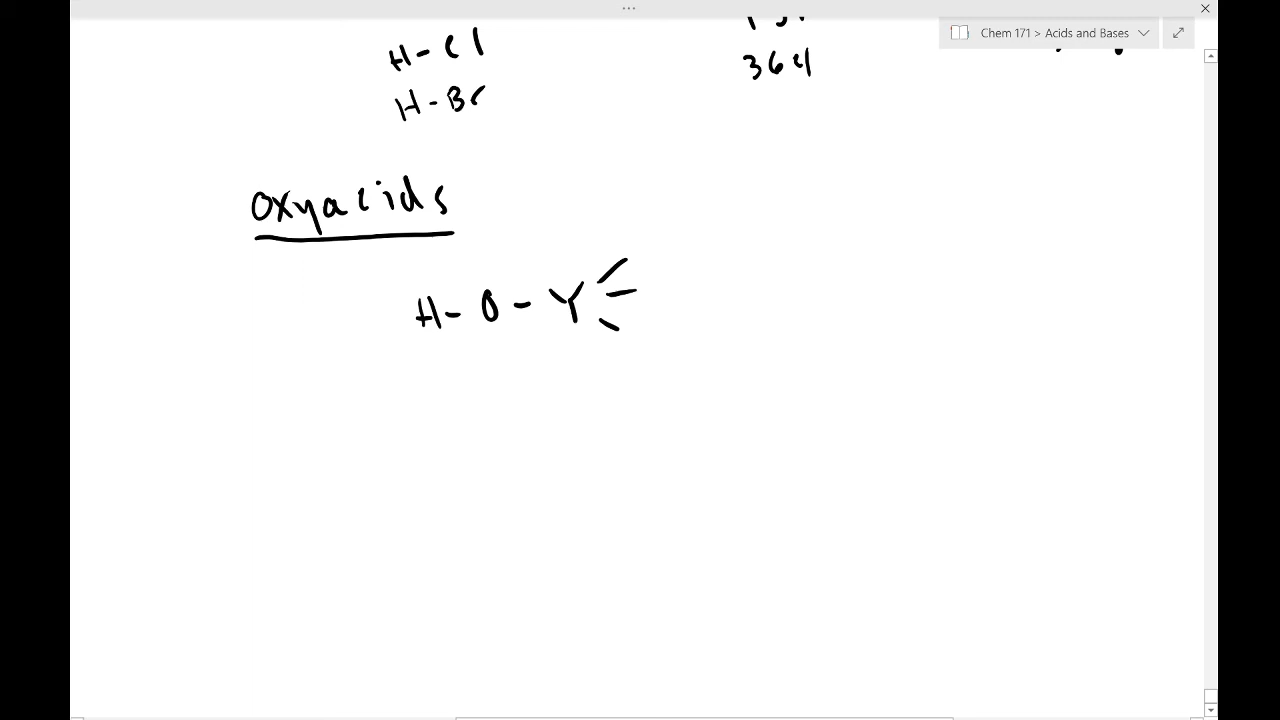 Chem 171 > Acids and Bases
H-Cl
364
H-Br
Oxyacids
H-O-Y